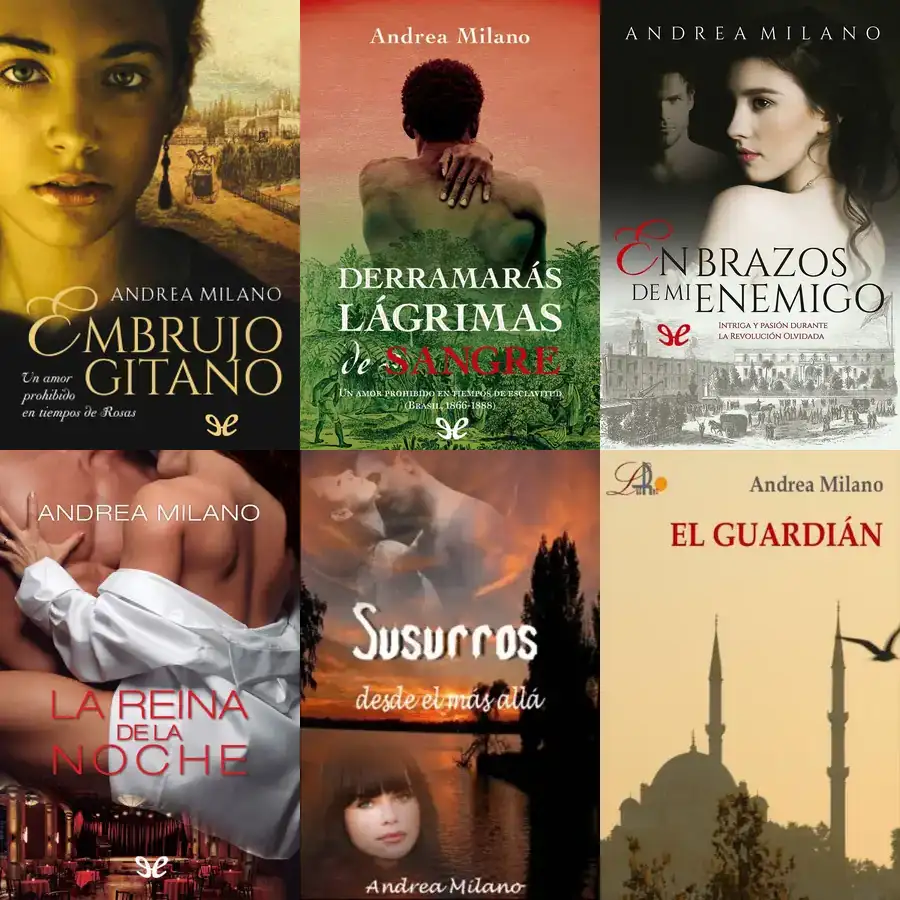 ANDREA MILANO
EMBRUJO
GITANO
Un amor
prohibido
en tiempos de Rosas
Andrea Milano
DERRAMARÁS
LÁGRIMAS
de SANGRE
UN AMOR PROHIBIDO EN TIEMPOS DE ESCLAVITUD
(BRASIL, 1866-1888)
ANDREA MILANO
EN BRAZOS
DE MI ENEMIGO
INTRIGA Y PASIÓN DURANTE
LA REVOLUCIÓN OLVIDADA
ANDREA MILANO
LA REINA
DE LA
NOCHE
Susurros
desde el más allá
Andrea Milano
Andrea Milano
EL GUARDIÁN